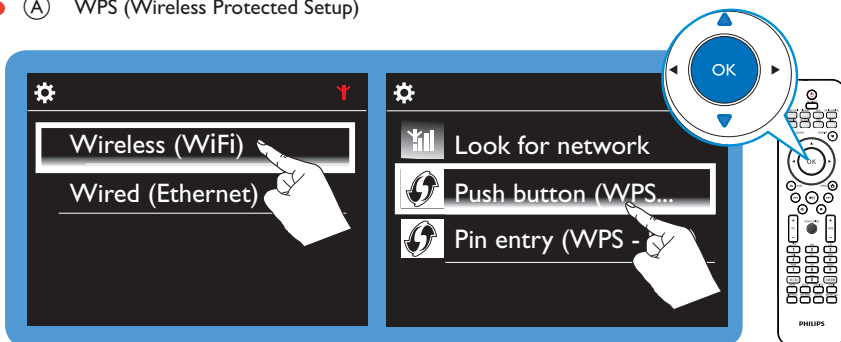 A WPS (Wireless Protected Setup)
Wireless (WiFi)
Wired (Ethernet)
Look for network
Push button (WPS...
Pin entry (WPS -
OK
OK
PHILIPS